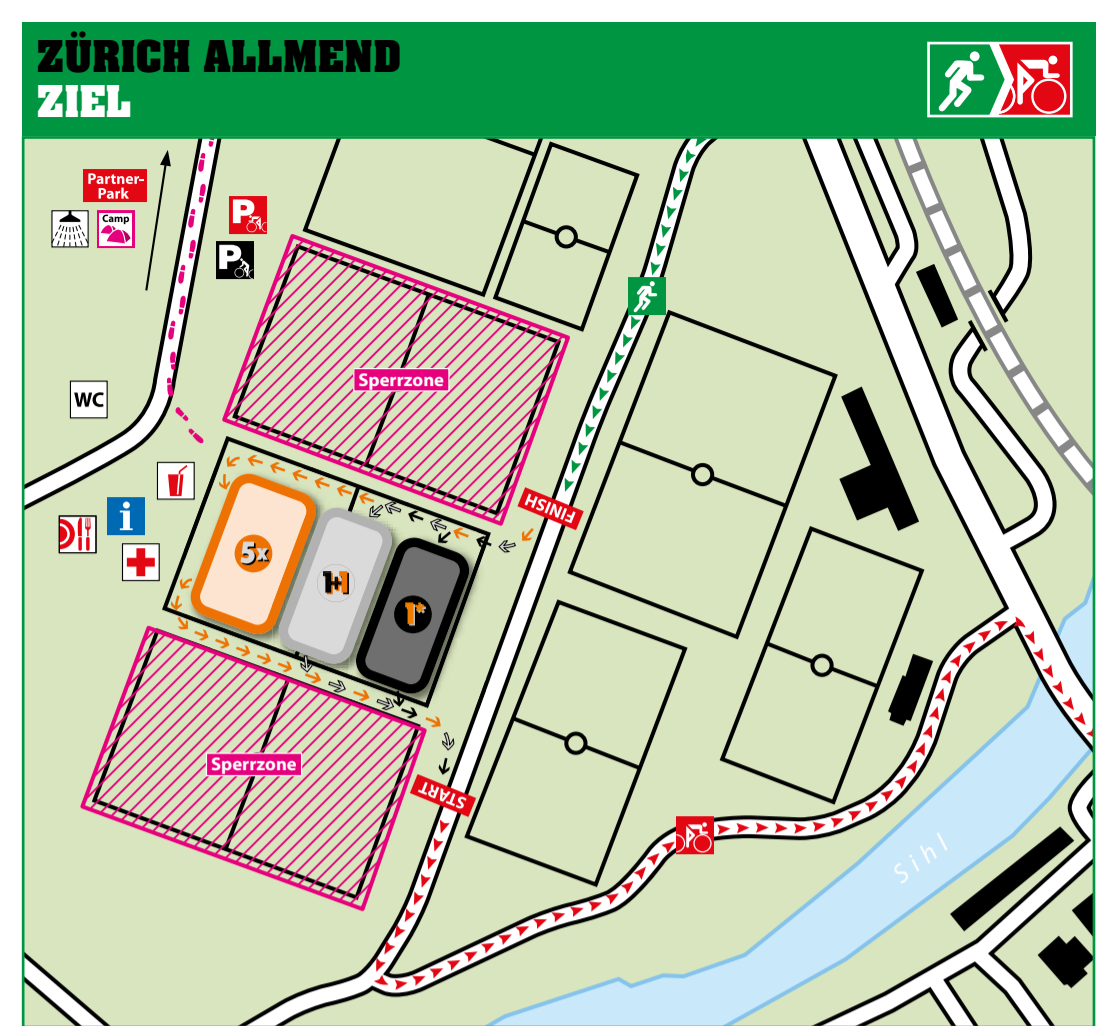 ZÜRICH ALLMEND
ZIEL
Partner-
Park
Camp
P
P
Sperrzone
WC
FINISH
i
5x
1+1
1*
Sperrzone
START
Sihl